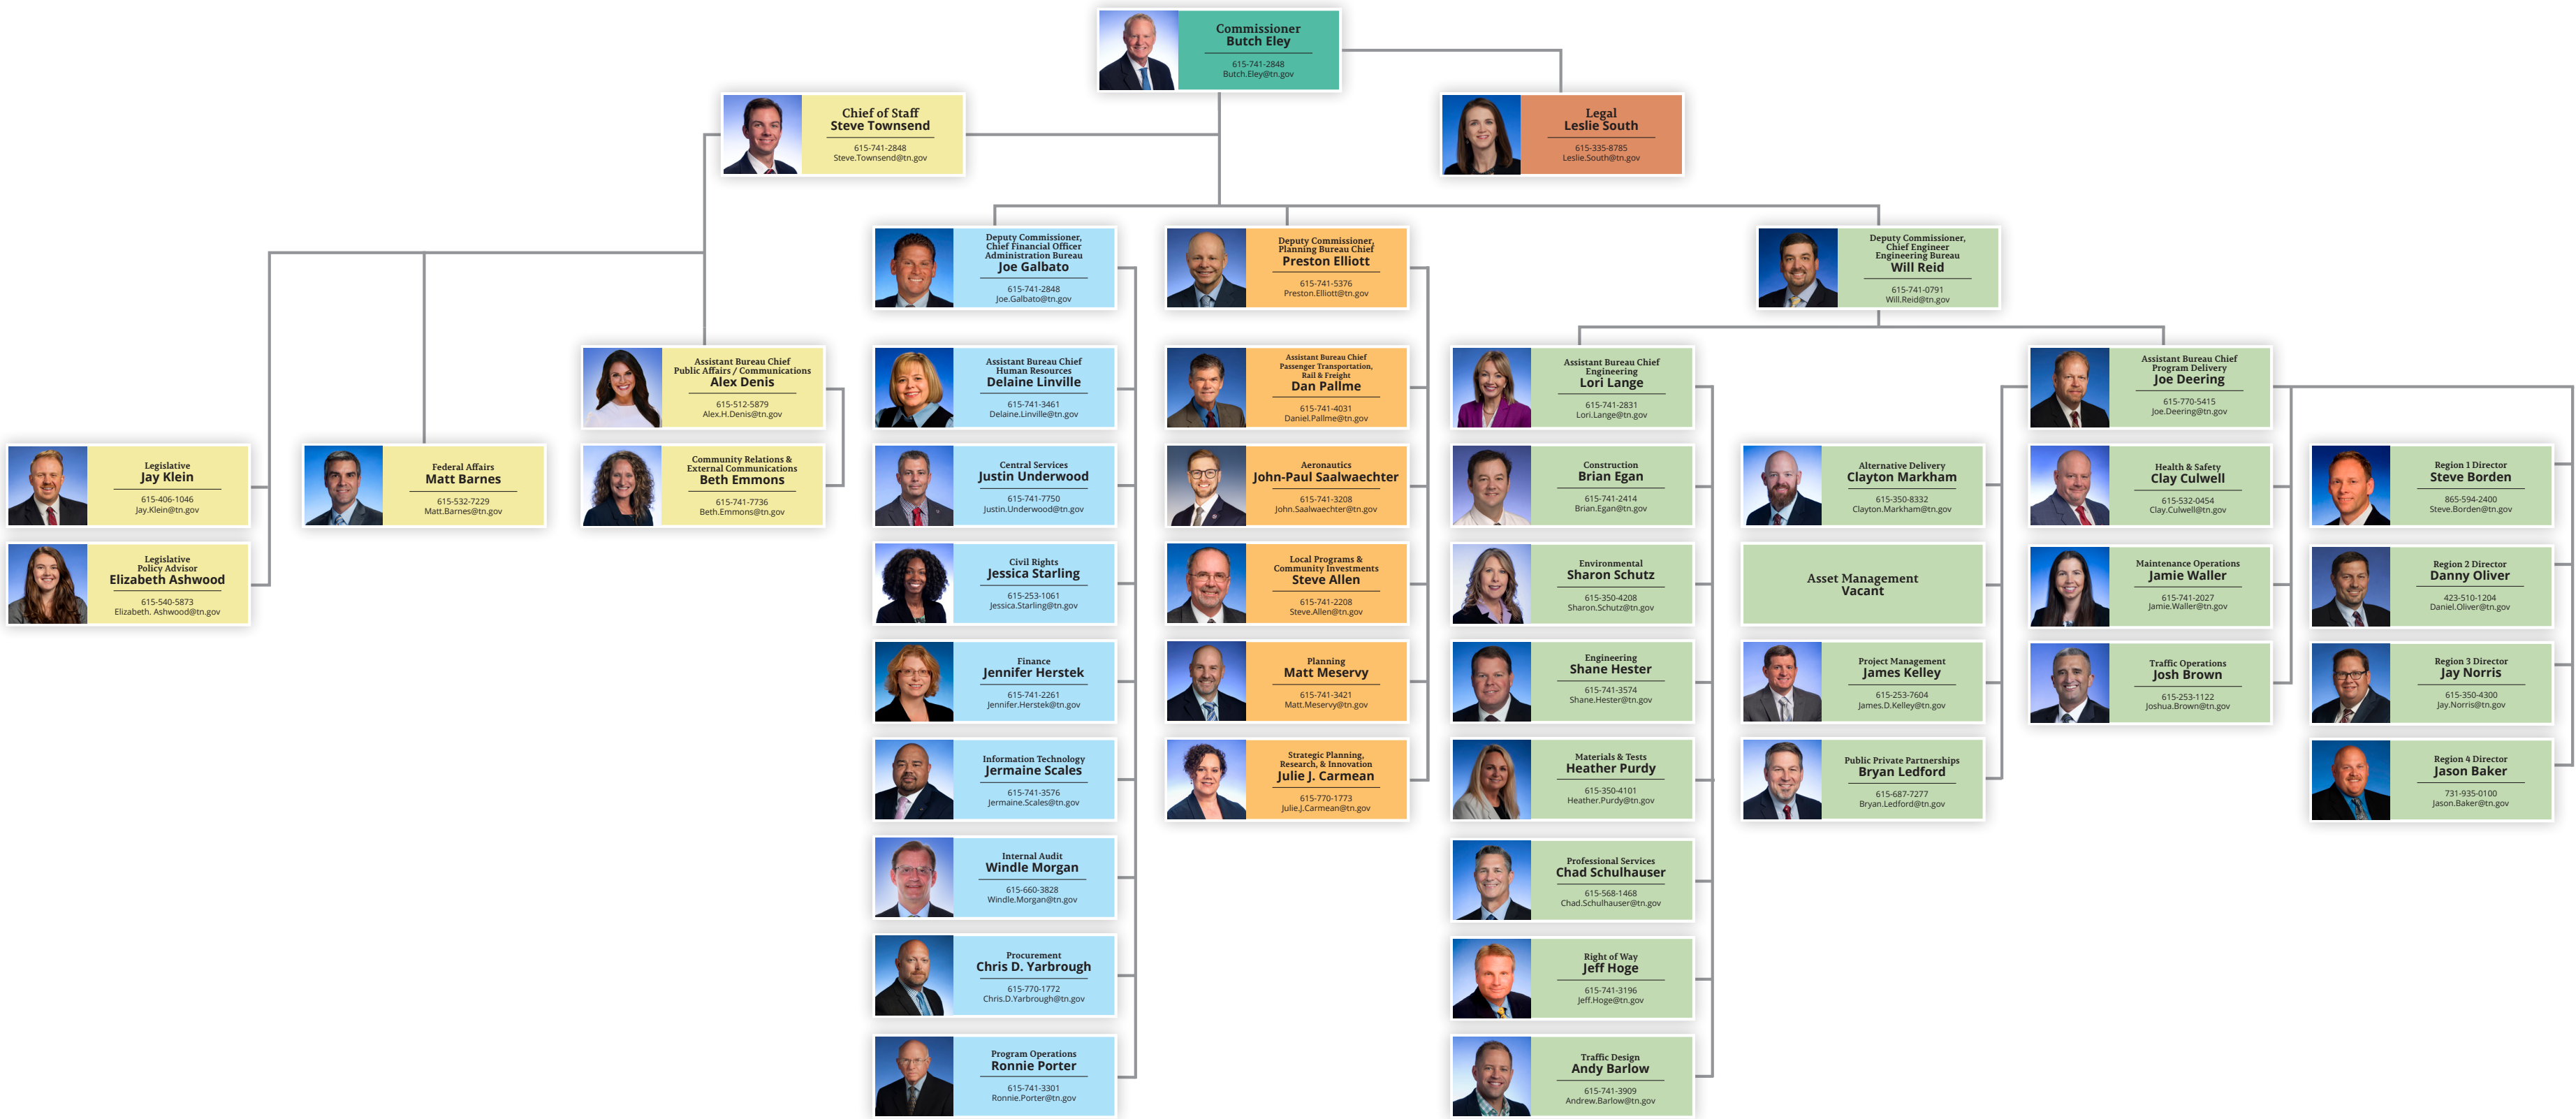 Commissioner
Butch Eley
615-741-2848
Butch.Eley@tn.gov
Chief of Staff
Steve Townsend
615-741-2848
Steve.Townsend@tn.gov
Legal
Leslie South
615-335-8785
Leslie.South@tn.gov
Deputy Commissioner,
Chief Financial Officer
Administration Bureau
Joe Galbato
615-741-2848
Joe.Galbato@tn.gov
Deputy Commissioner,
Planning Bureau Chief
Preston Elliott
615-741-5376
Preston.Elliott@tn.gov
Deputy Commissioner,
Chief Engineer
Engineering Bureau
Will Reid
615-741-0791
Will.Reid@tn.gov
Assistant Bureau Chief
Public Affairs / Communications
Alex Denis
615-512-5879
Alex.H.Denis@tn.gov
Assistant Bureau Chief
Human Resources
Delaine Linville
615-741-3461
Delaine.Linville@tn.gov
Assistant Bureau Chief
Passenger Transportation,
Rail & Freight
Dan Pallme
615-741-4031
Daniel.Pallme@tn.gov
Assistant Bureau Chief
Engineering
Lori Lange
615-741-2831
Lori.Lange@tn.gov
Assistant Bureau Chief
Program Delivery
Joe Deering
615-770-5415
Joe.Deering@tn.gov
Legislative
Jay Klein
615-406-1046
Jay.Klein@tn.gov
Federal Affairs
Matt Barnes
615-532-7229
Matt.Barnes@tn.gov
Community Relations &
External Communications
Beth Emmons
615-741-7736
Beth.Emmons@tn.gov
Central Services
Justin Underwood
615-741-7750
Justin.Underwood@tn.gov
Aeronautics
John-Paul Saalwaechter
615-741-3208
John.Saalwaechter@tn.gov
Construction
Brian Egan
615-741-2414
Brian.Egan@tn.gov
Alternative Delivery
Clayton Markham
615-350-8332
Clayton.Markham@tn.gov
Health & Safety
Clay Culwell
615-532-0454
Clay.Culwell@tn.gov
Region 1 Director
Steve Borden
865-594-2400
Steve.Borden@tn.gov
Legislative
Policy Advisor
Elizabeth Ashwood
615-540-5873
Elizabeth. Ashwood@tn.gov
Civil Rights
Jessica Starling
615-253-1061
Jessica.Starling@tn.gov
Local Programs &
Community Investments
Steve Allen
615-741-2208
Steve.Allen@tn.gov
Environmental
Sharon Schutz
615-350-4208
Sharon.Schutz@tn.gov
Asset Management
Vacant
Maintenance Operations
Jamie Waller
615-741-2027
Jamie.Waller@tn.gov
Region 2 Director
Danny Oliver
423-510-1204
Daniel.Oliver@tn.gov
Finance
Jennifer Herstek
615-741-2261
Jennifer.Herstek@tn.gov
Planning
Matt Meservy
615-741-3421
Matt.Meservy@tn.gov
Engineering
Shane Hester
615-741-3574
Shane.Hester@tn.gov
Project Management
James Kelley
615-253-7604
James.D.Kelley@tn.gov
Traffic Operations
Josh Brown
615-253-1122
Joshua.Brown@tn.gov
Region 3 Director
Jay Norris
615-350-4300
Jay.Norris@tn.gov
Information Technology
Jermaine Scales
615-741-3576
Jermaine.Scales@tn.gov
Strategic Planning,
Research, & Innovation
Julie J. Carmean
615-770-1773
Julie.J.Carmean@tn.gov
Materials & Tests
Heather Purdy
615-350-4101
Heather.Purdy@tn.gov
Public Private Partnerships
Bryan Ledford
615-687-7277
Bryan.Ledford@tn.gov
Region 4 Director
Jason Baker
731-935-0100
Jason.Baker@tn.gov
Internal Audit
Windle Morgan
615-660-3828
Windle.Morgan@tn.gov
Professional Services
Chad Schulhauser
615-568-1468
Chad.Schulhauser@tn.gov
Procurement
Chris D. Yarbrough
615-770-1772
Chris.D.Yarbrough@tn.gov
Right of Way
Jeff Hoge
615-741-3196
Jeff.Hoge@tn.gov
Program Operations
Ronnie Porter
615-741-3301
Ronnie.Porter@tn.gov
Traffic Design
Andy Barlow
615-741-3909
Andrew.Barlow@tn.gov